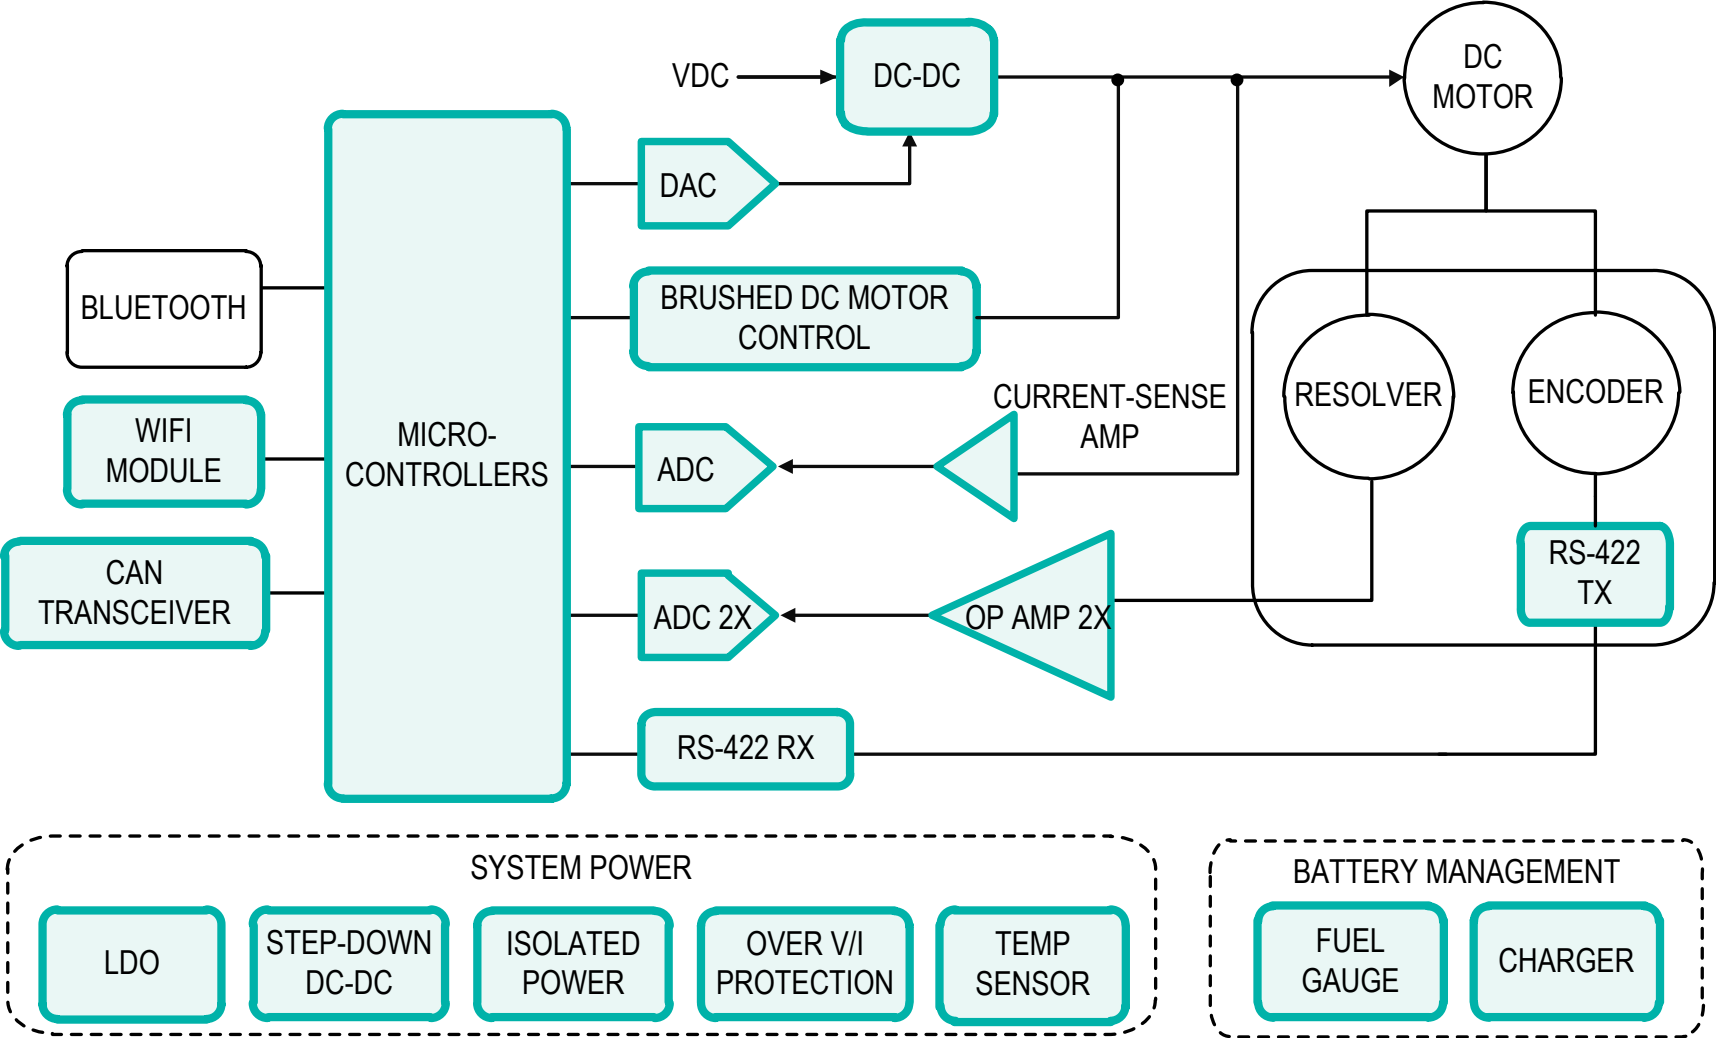 VDC
DC-DC
DC
MOTOR
DAC
BLUETOOTH
BRUSHED DC MOTOR
CONTROL
WIFI
MODULE
MICRO-
CONTROLLERS
CURRENT-SENSE
AMP
ADC
RESOLVER
ENCODER
CAN
TRANSCEIVER
ADC 2X
OP AMP 2X
RS-422
TX
RS-422 RX
SYSTEM POWER
LDO
STEP-DOWN
DC-DC
ISOLATED
POWER
OVER V/I
PROTECTION
TEMP
SENSOR
BATTERY MANAGEMENT
FUEL
GAUGE
CHARGER